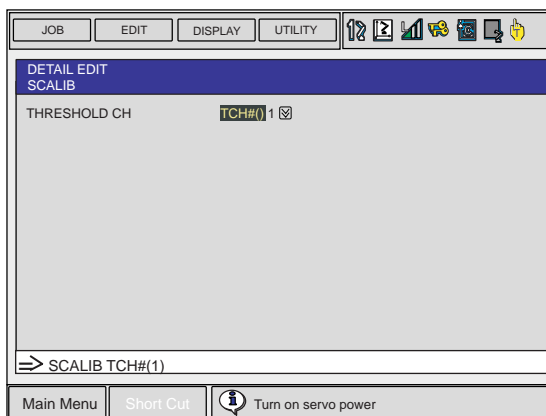 JOB EDIT DISPLAY UTILITY
DETAIL EDIT
SCALIB
THRESHOLD CH TCH#() 1
=> SCALIB TCH#(1)
Main Menu Short Cut Turn on servo power